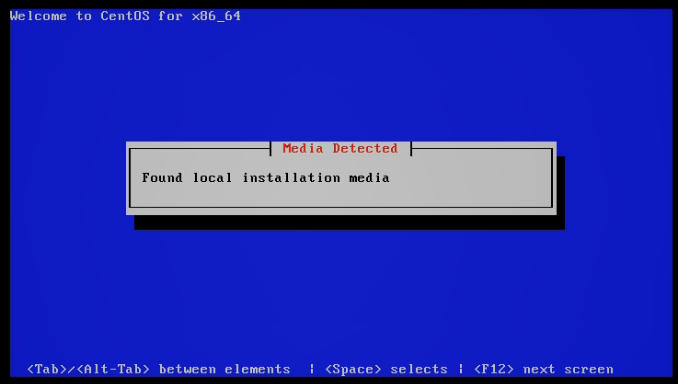 Welcome to CentOS for x86_64
Media Detected
Found local installation media
<Tab>/<Alt-Tab> between elements | <Space> selects | <F12> next screen